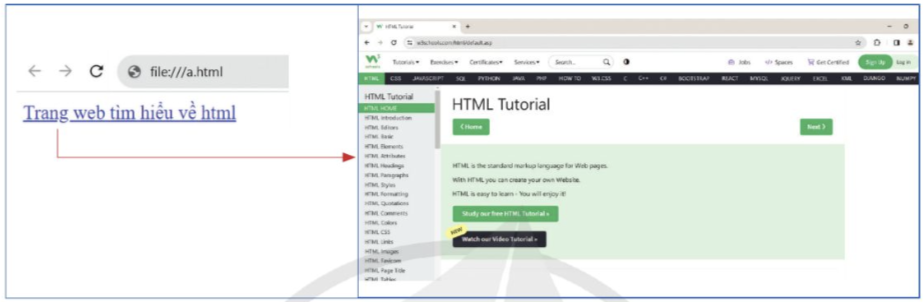 file:///a.html
Trang web tìm hiểu về html
HTML Tutorial
w3schools.com/html/default.asp
Tutorials Exercises Certificates Services Search...
Spaces Get Certified Sign Up Log in
HTML CSS JAVASCRIPT SQL PYTHON JAVA PHP HOW TO W3.CSS C C++ C# BOOTSTRAP REACT MYSQL JQUERY EXCEL XML DJANGO NUMPY
HTML Tutorial
HTML HOME
HTML Introduction
HTML Editors
HTML Basic
HTML Elements
HTML Attributes
HTML Headings
HTML Paragraphs
HTML Styles
HTML Formatting
HTML Quotations
HTML Comments
HTML Colors
HTML CSS
HTML Links
HTML Images
HTML Favicon
HTML Page Title
HTML Tables
HTML Tutorial
❮ Home
Next ❯
HTML is the standard markup language for Web pages.
With HTML you can create your own Website.
HTML is easy to learn - You will enjoy it!
Study our free HTML Tutorial »
NEW
Watch our Video Tutorial »